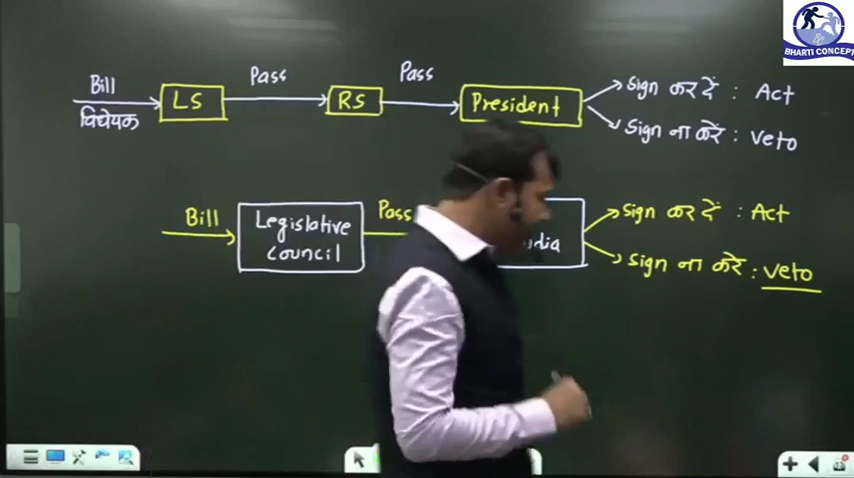 BHARTI CONCEPT
Bill
विधेयक
LS
Pass
RS
Pass
President
Sign कर दें : Act
Sign ना करें : Veto
Bill
Legislative
council
Pass
Sign कर दें : Act
Sign ना करें : Veto